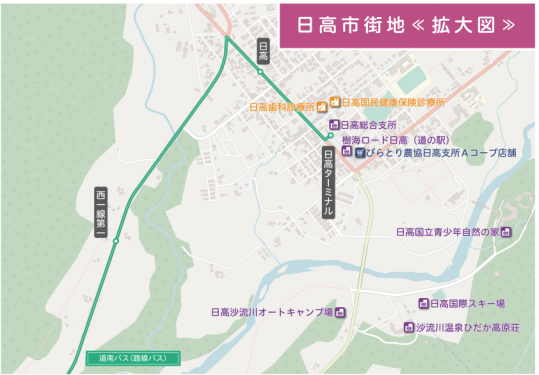 日高市街地≪拡大図≫
日高
日高歯科診療所
日高国民健康保険診療所
日高総合支所
樹海ロード日高（道の駅）
びらとり農協日高支所Aコープ店舗
日高ターミナル
西一線第一
日高国立青少年自然の家
日高国際スキー場
日高沙流川オートキャンプ場
沙流川温泉ひだか高原荘
道南バス(路線バス)